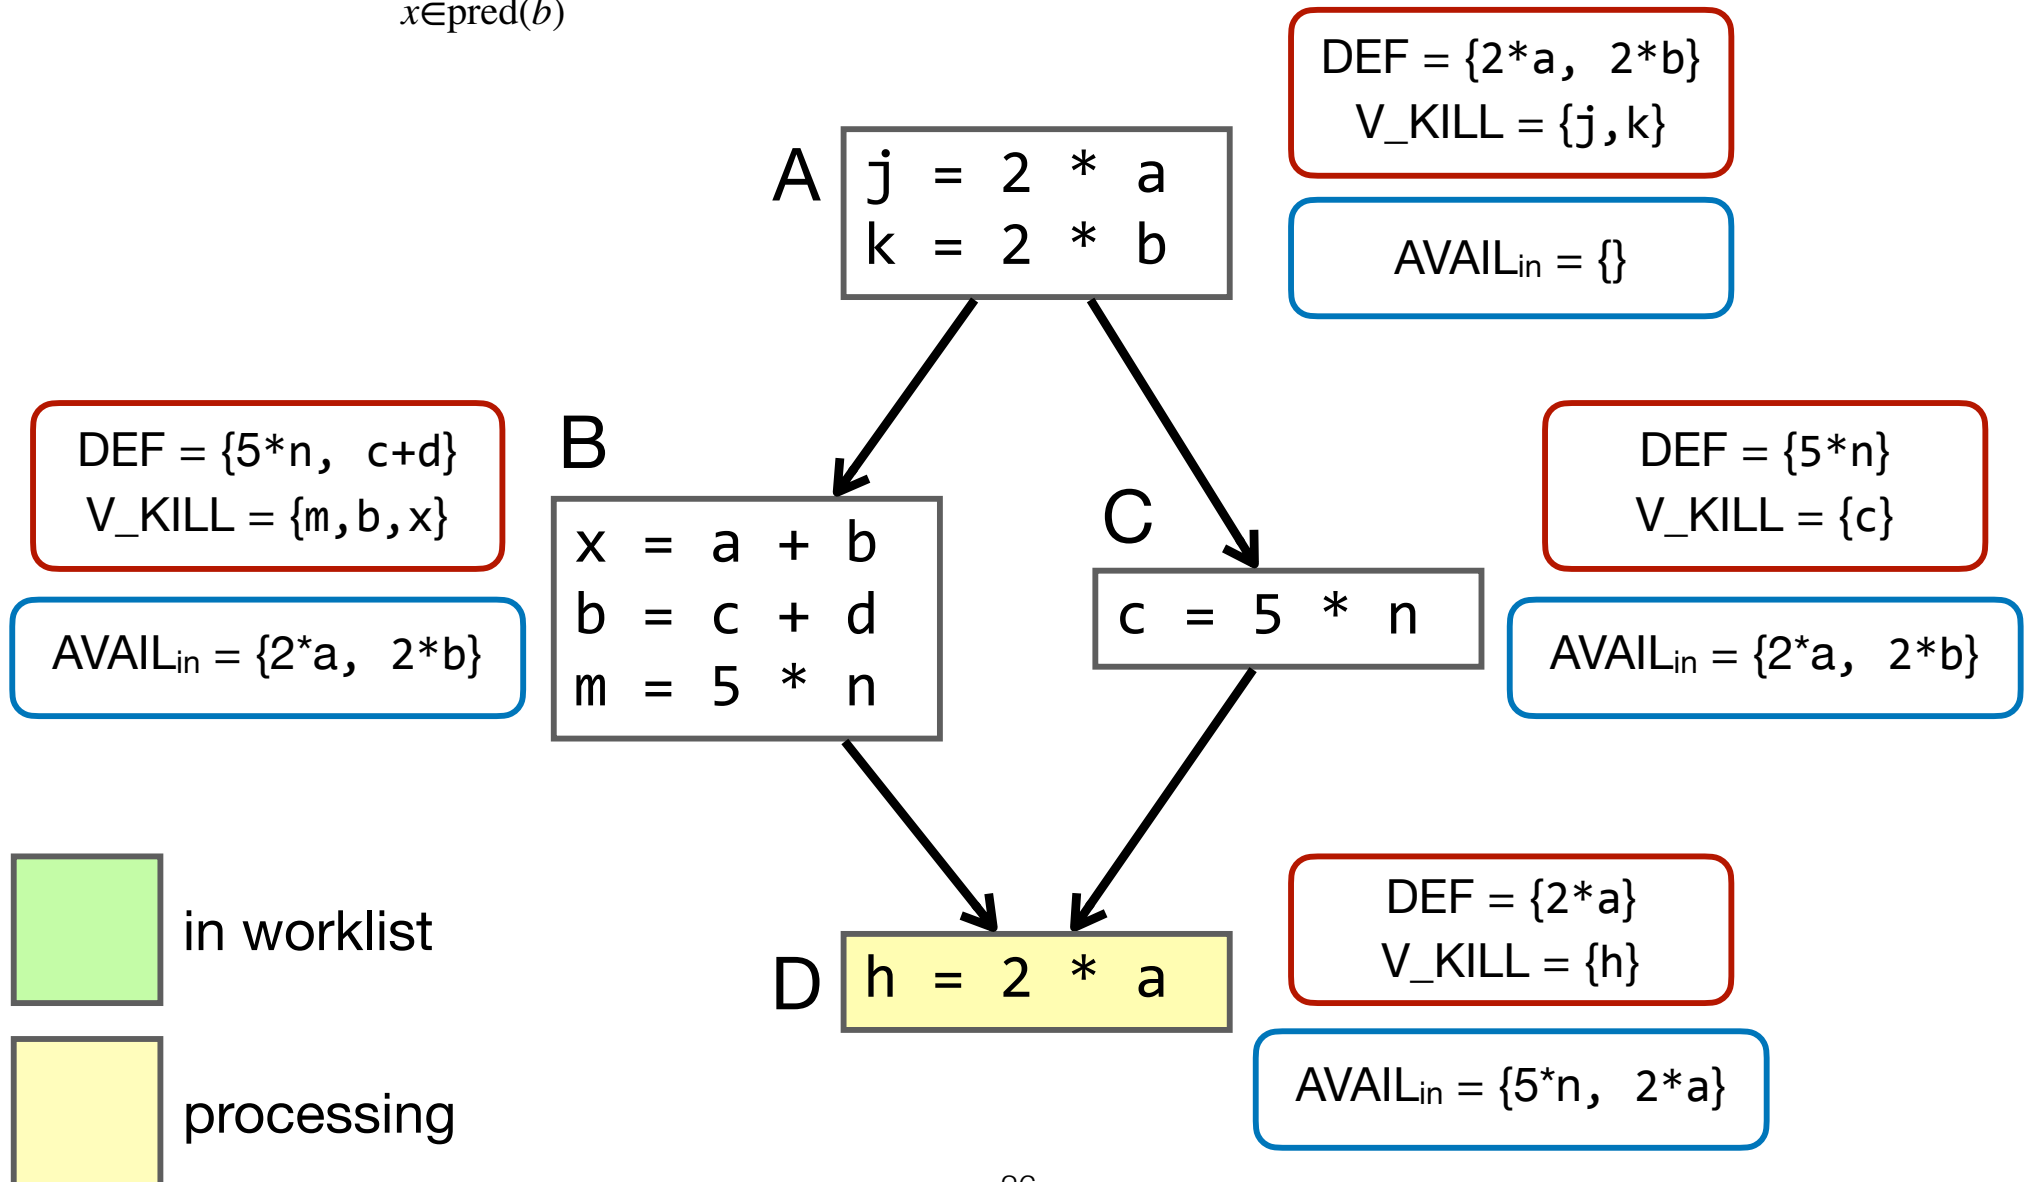 x∈pred(b)
DEF = {2*a, 2*b}
V_KILL = {j,k}
AVAILin = {}
A
j = 2 * a
k = 2 * b
DEF = {5*n, c+d}
V_KILL = {m,b,x}
AVAILin = {2*a, 2*b}
B
x = a + b
b = c + d
m = 5 * n
C
c = 5 * n
DEF = {5*n}
V_KILL = {c}
AVAILin = {2*a, 2*b}
in worklist
processing
D
h = 2 * a
DEF = {2*a}
V_KILL = {h}
AVAILin = {5*n, 2*a}